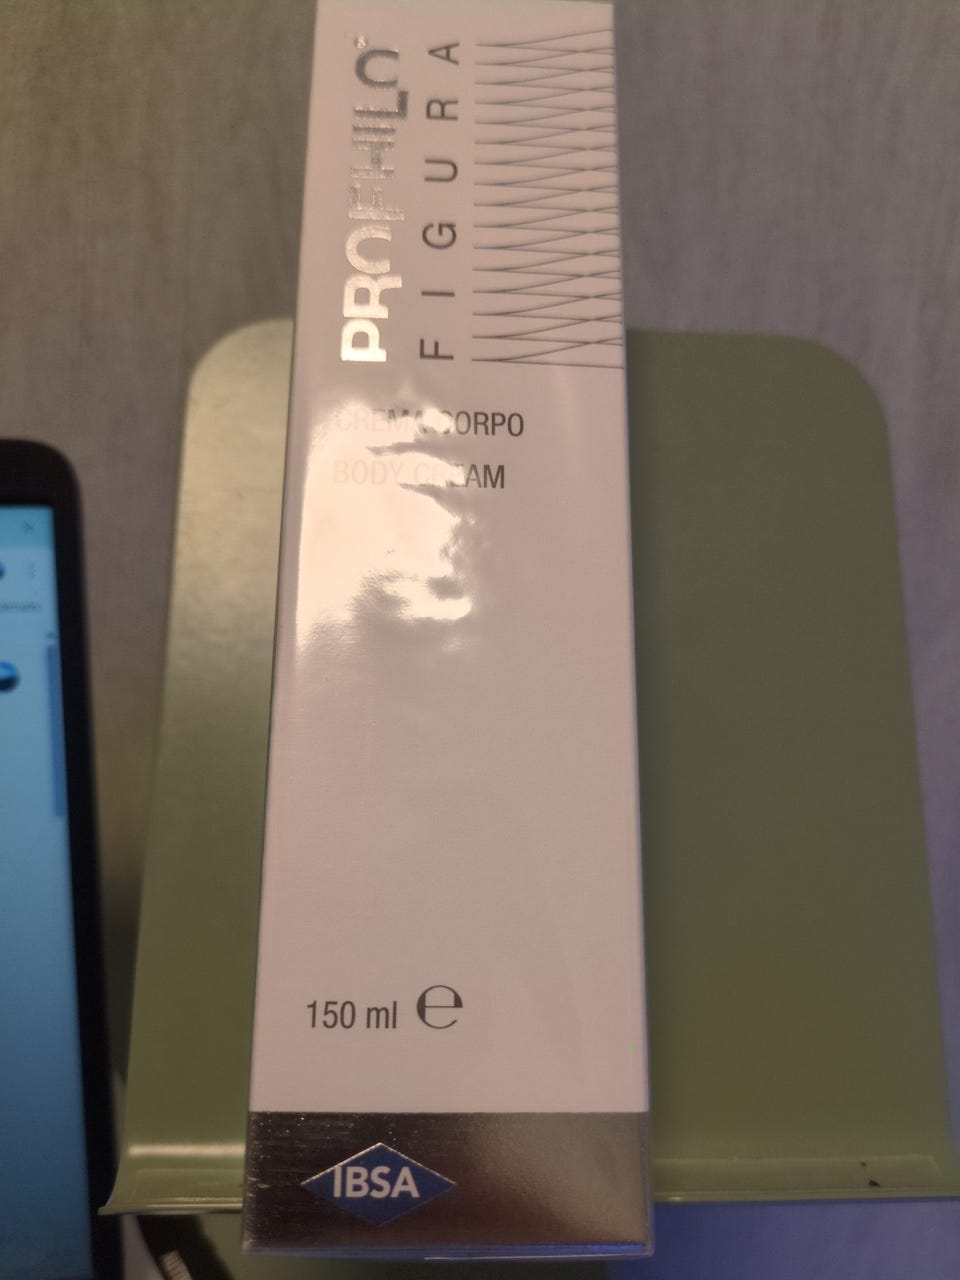 PROFHILO®
FIGURA
CREMA CORPO
BODY CREAM
150 ml ℮
IBSA